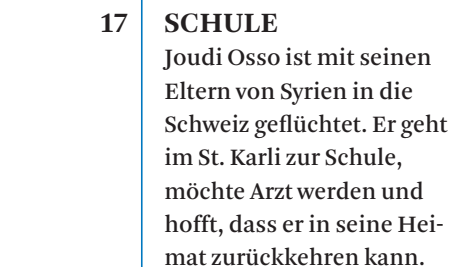 17 SCHULE
Joudi Osso ist mit seinen
Eltern von Syrien in die
Schweiz geflüchtet. Er geht
im St. Karli zur Schule,
möchte Arzt werden und
hofft, dass er in seine Hei-
mat zurückkehren kann.